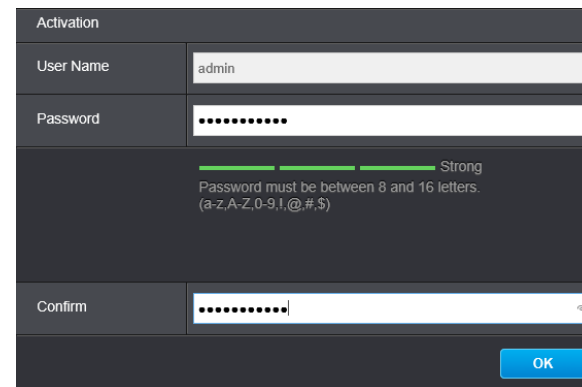 Activation
User Name admin
Password •••••••••••
Strong
Password must be between 8 and 16 letters.
(a-z,A-Z,0-9,!,@,#,$)
Confirm •••••••••••
OK